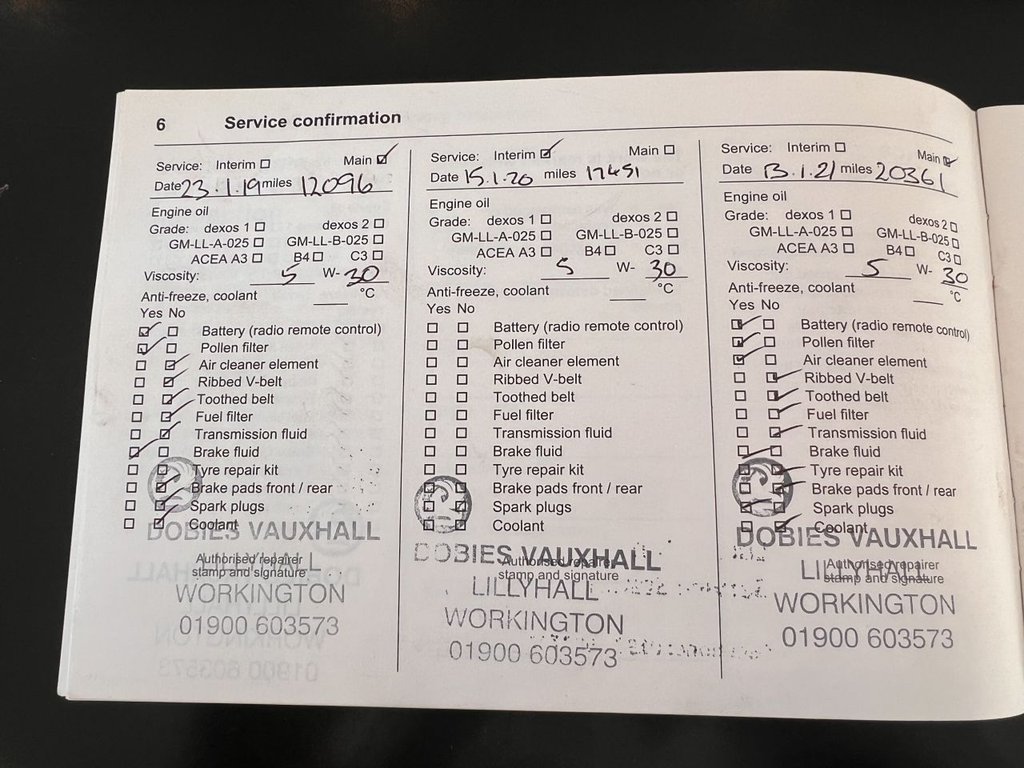 6 Service confirmation
Service: Interim Main
Date 23.1.19 miles 12096
Engine oil
Grade: dexos 1 dexos 2
GM-LL-A-025 GM-LL-B-025
ACEA A3 B4 C3
Viscosity: 5 W- 30
Anti-freeze, coolant °C
Yes No
Battery (radio remote control)
Pollen filter
Air cleaner element
Ribbed V-belt
Toothed belt
Fuel filter
Transmission fluid
Brake fluid
Tyre repair kit
Brake pads front / rear
Spark plugs
Coolant
DOBIES VAUXHALL
Authorised repairer
LILLYHALL
stamp and signature
WORKINGTON
01900 603573
Service: Interim Main
Date 15.1.20 miles 17451
Engine oil
Grade: dexos 1 dexos 2
GM-LL-A-025 GM-LL-B-025
ACEA A3 B4 C3
Viscosity: 5 W- 30
Anti-freeze, coolant °C
Yes No
Battery (radio remote control)
Pollen filter
Air cleaner element
Ribbed V-belt
Toothed belt
Fuel filter
Transmission fluid
Brake fluid
Tyre repair kit
Brake pads front / rear
Spark plugs
Coolant
DOBIES VAUXHALL
Authorised repairer
stamp and signature
LILLYHALL
WORKINGTON
01900 603573
Service: Interim Main
Date 13.1.21 miles 20361
Engine oil
Grade: dexos 1 dexos 2
GM-LL-A-025 GM-LL-B-025
ACEA A3 B4 C3
Viscosity: 5 W- 30
Anti-freeze, coolant °C
Yes No
Battery (radio remote control)
Pollen filter
Air cleaner element
Ribbed V-belt
Toothed belt
Fuel filter
Transmission fluid
Brake fluid
Tyre repair kit
Brake pads front / rear
Spark plugs
Coolant
DOBIES VAUXHALL
Authorised repairer
LILLYHALL
stamp and signature
WORKINGTON
01900 603573